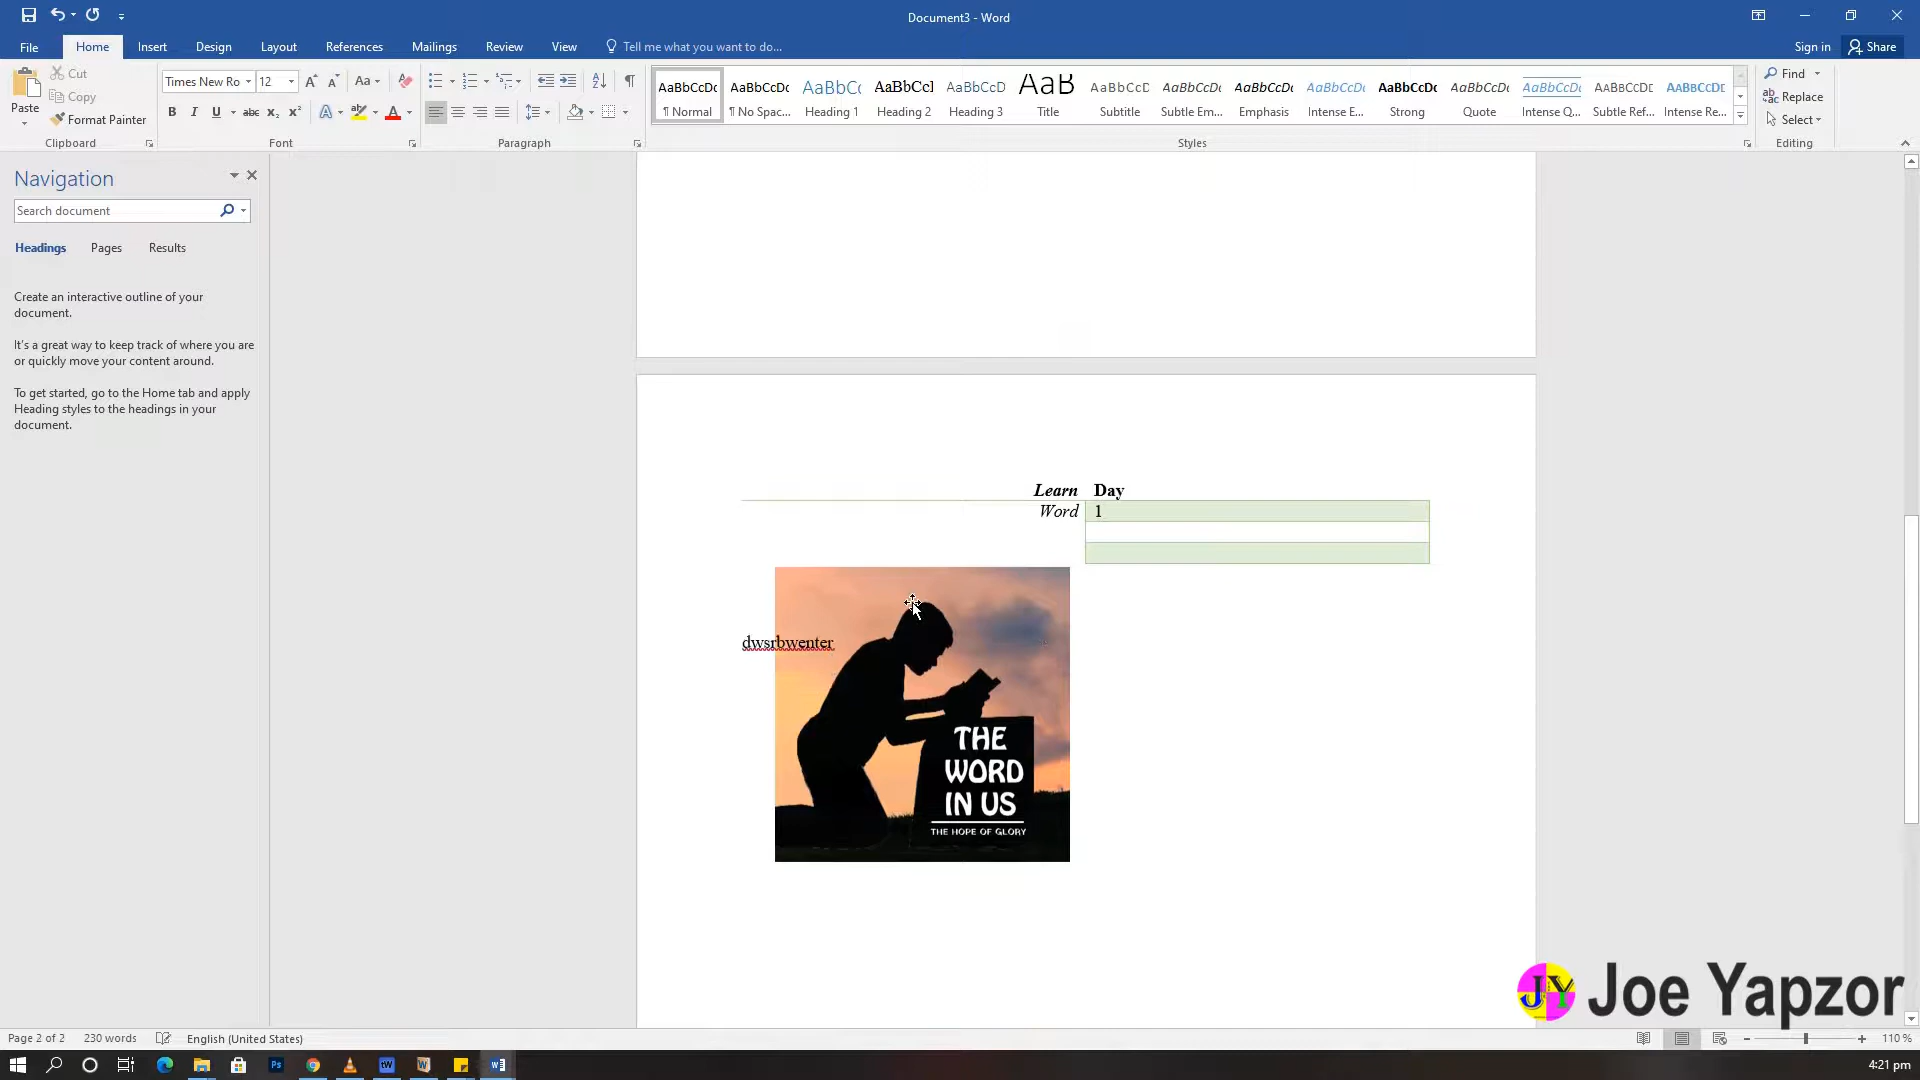 Document3 - Word
File Home Insert Design Layout References Mailings Review View Tell me what you want to do... Sign in Share
Paste Cut Copy Format Painter Clipboard
Times New Ro 12 Aa
B I U abc x₂ x² A A
Font Paragraph
AaBbCcDc AaBbCcDc AaBbCc AaBbCcI AaBbCcD AaB AaBbCcD AaBbCcDc AaBbCcDc AaBbCcDc AaBbCcDc AaBbCcDc AaBbCcDc AABBCCDE AABBCCDE
¶ Normal ¶ No Spac... Heading 1 Heading 2 Heading 3 Title Subtitle Subtle Em... Emphasis Intense E... Strong Quote Intense Q... Subtle Ref... Intense Re...
Styles
Find
Replace
Select
Editing
Navigation
Search document
Headings Pages Results
Create an interactive outline of your
document.
It's a great way to keep track of where you are
or quickly move your content around.
To get started, go to the Home tab and apply
Heading styles to the headings in your
document.
Learn Day
Word 1
dwsrbwenter
THE
WORD
IN US
THE HOPE OF GLORY
JY Joe Yapzor
Page 2 of 2 230 words English (United States) 110 %
4:21 pm